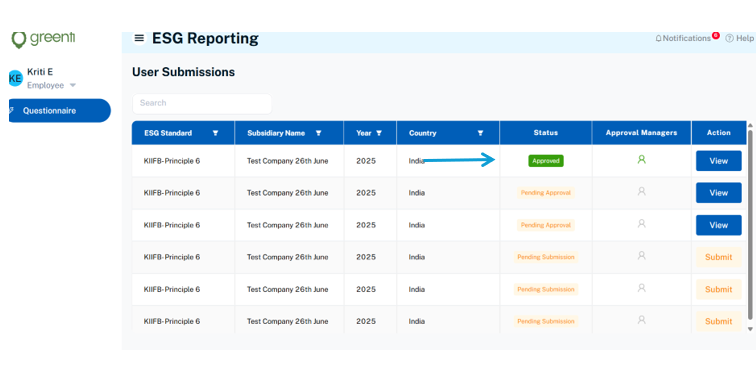 greenti
ESG Reporting
Notifications 6 Help
KE Kriti E
Employee
Questionnaire
User Submissions
Search
ESG Standard Subsidiary Name Year Country Status Approval Managers Action
KIIFB-Principle 6 Test Company 26th June 2025 India Approved View
KIIFB-Principle 6 Test Company 26th June 2025 India Pending Approval View
KIIFB-Principle 6 Test Company 26th June 2025 India Pending Approval View
KIIFB-Principle 6 Test Company 26th June 2025 India Pending Submission Submit
KIIFB-Principle 6 Test Company 26th June 2025 India Pending Submission Submit
KIIFB-Principle 6 Test Company 26th June 2025 India Pending Submission Submit